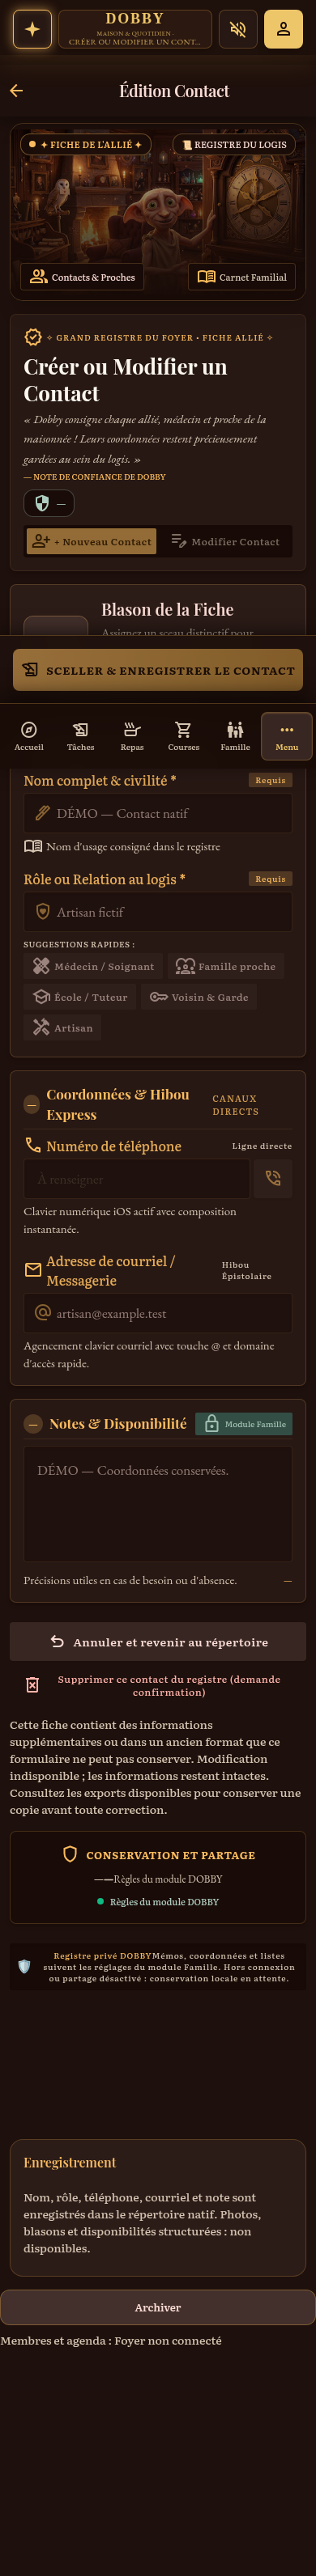 DOBBY
MAISON & QUOTIDIEN ·
CRÉER OU MODIFIER UN CONT…
Édition Contact
✦ FICHE DE L'ALLIÉ ✦
📜 REGISTRE DU LOGIS
Contacts & Proches
Carnet Familial
✧ GRAND REGISTRE DU FOYER • FICHE ALLIÉ ✧
Créer ou Modifier un
Contact
« Dobby consigne chaque allié, médecin et proche de la
maisonnée ! Leurs coordonnées restent précieusement
gardées au sein du logis. »
— NOTE DE CONFIANCE DE DOBBY
—
+ Nouveau Contact
Modifier Contact
Blason de la Fiche
Assignez un sceau distinctif pour
SCELLER & ENREGISTRER LE CONTACT
Accueil
Tâches
Repas
Courses
Famille
Menu
Nom complet & civilité *
Requis
DÉMO — Contact natif
Nom d'usage consigné dans le registre
Rôle ou Relation au logis *
Requis
Artisan fictif
SUGGESTIONS RAPIDES :
Médecin / Soignant
Famille proche
École / Tuteur
Voisin & Garde
Artisan
—
Coordonnées & Hibou
Express
CANAUX
DIRECTS
Numéro de téléphone
Ligne directe
À renseigner
Clavier numérique iOS actif avec composition
instantanée.
Adresse de courriel /
Messagerie
Hibou
Épistolaire
artisan@example.test
Agencement clavier courriel avec touche @ et domaine
d'accès rapide.
—
Notes & Disponibilité
Module Famille
DÉMO — Coordonnées conservées.
Précisions utiles en cas de besoin ou d'absence.
—
Annuler et revenir au répertoire
Supprimer ce contact du registre (demande
confirmation)
Cette fiche contient des informations
supplémentaires ou dans un ancien format que ce
formulaire ne peut pas conserver. Modification
indisponible ; les informations restent intactes.
Consultez les exports disponibles pour conserver une
copie avant toute correction.
CONSERVATION ET PARTAGE
——Règles du module DOBBY
Règles du module DOBBY
Registre privé DOBBYMémos, coordonnées et listes
suivent les réglages du module Famille. Hors connexion
ou partage désactivé : conservation locale en attente.
Enregistrement
Nom, rôle, téléphone, courriel et note sont
enregistrés dans le répertoire natif. Photos,
blasons et disponibilités structurées : non
disponibles.
Archiver
Membres et agenda : Foyer non connecté